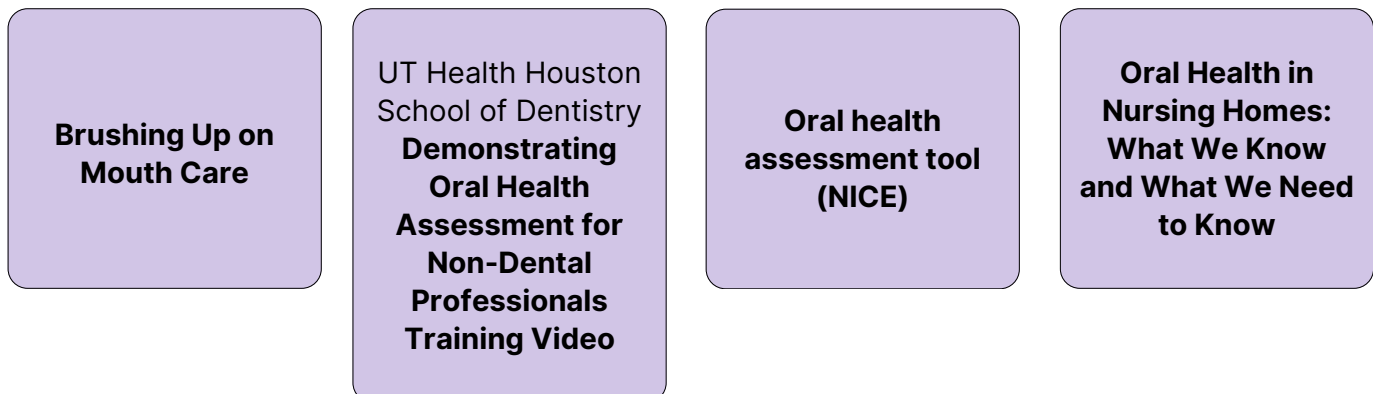 Brushing Up on
Mouth Care
UT Health Houston
School of Dentistry
Demonstrating
Oral Health
Assessment for
Non-Dental
Professionals
Training Video
Oral health
assessment tool
(NICE)
Oral Health in
Nursing Homes:
What We Know
and What We Need
to Know